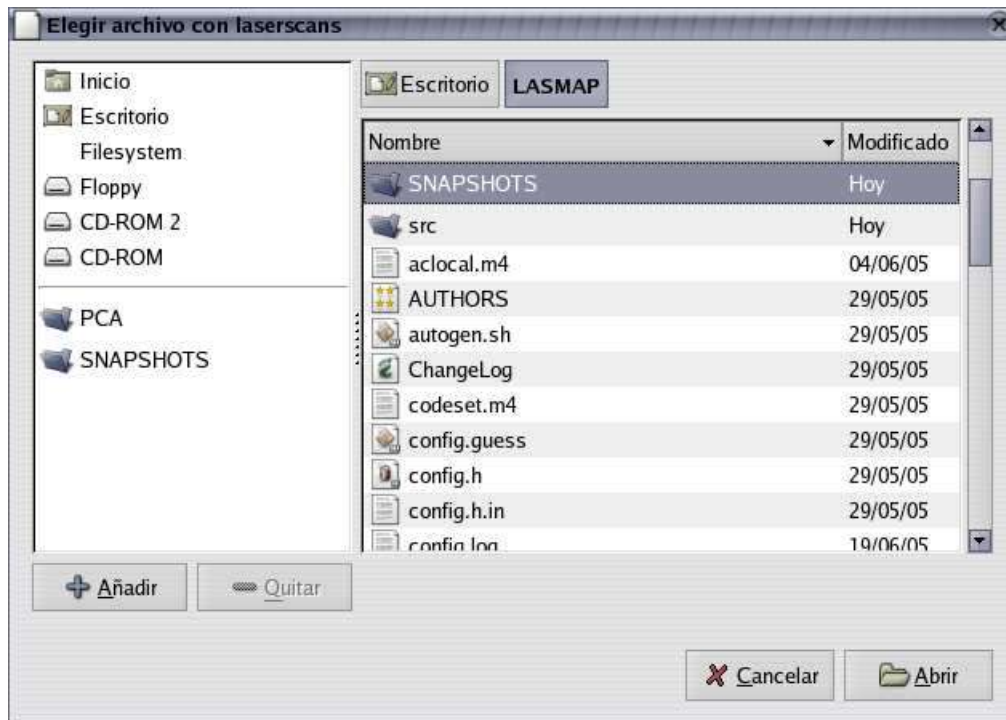 Elegir archivo con laserscans
Inicio
Escritorio
Filesystem
Floppy
CD-ROM 2
CD-ROM
PCA
SNAPSHOTS
Añadir
Quitar
Escritorio
LASMAP
Nombre Modificado
SNAPSHOTS Hoy
src Hoy
aclocal.m4 04/06/05
AUTHORS 29/05/05
autogen.sh 29/05/05
ChangeLog 29/05/05
codeset.m4 29/05/05
config.guess 29/05/05
config.h 29/05/05
config.h.in 29/05/05
config.log 19/06/05
Cancelar
Abrir